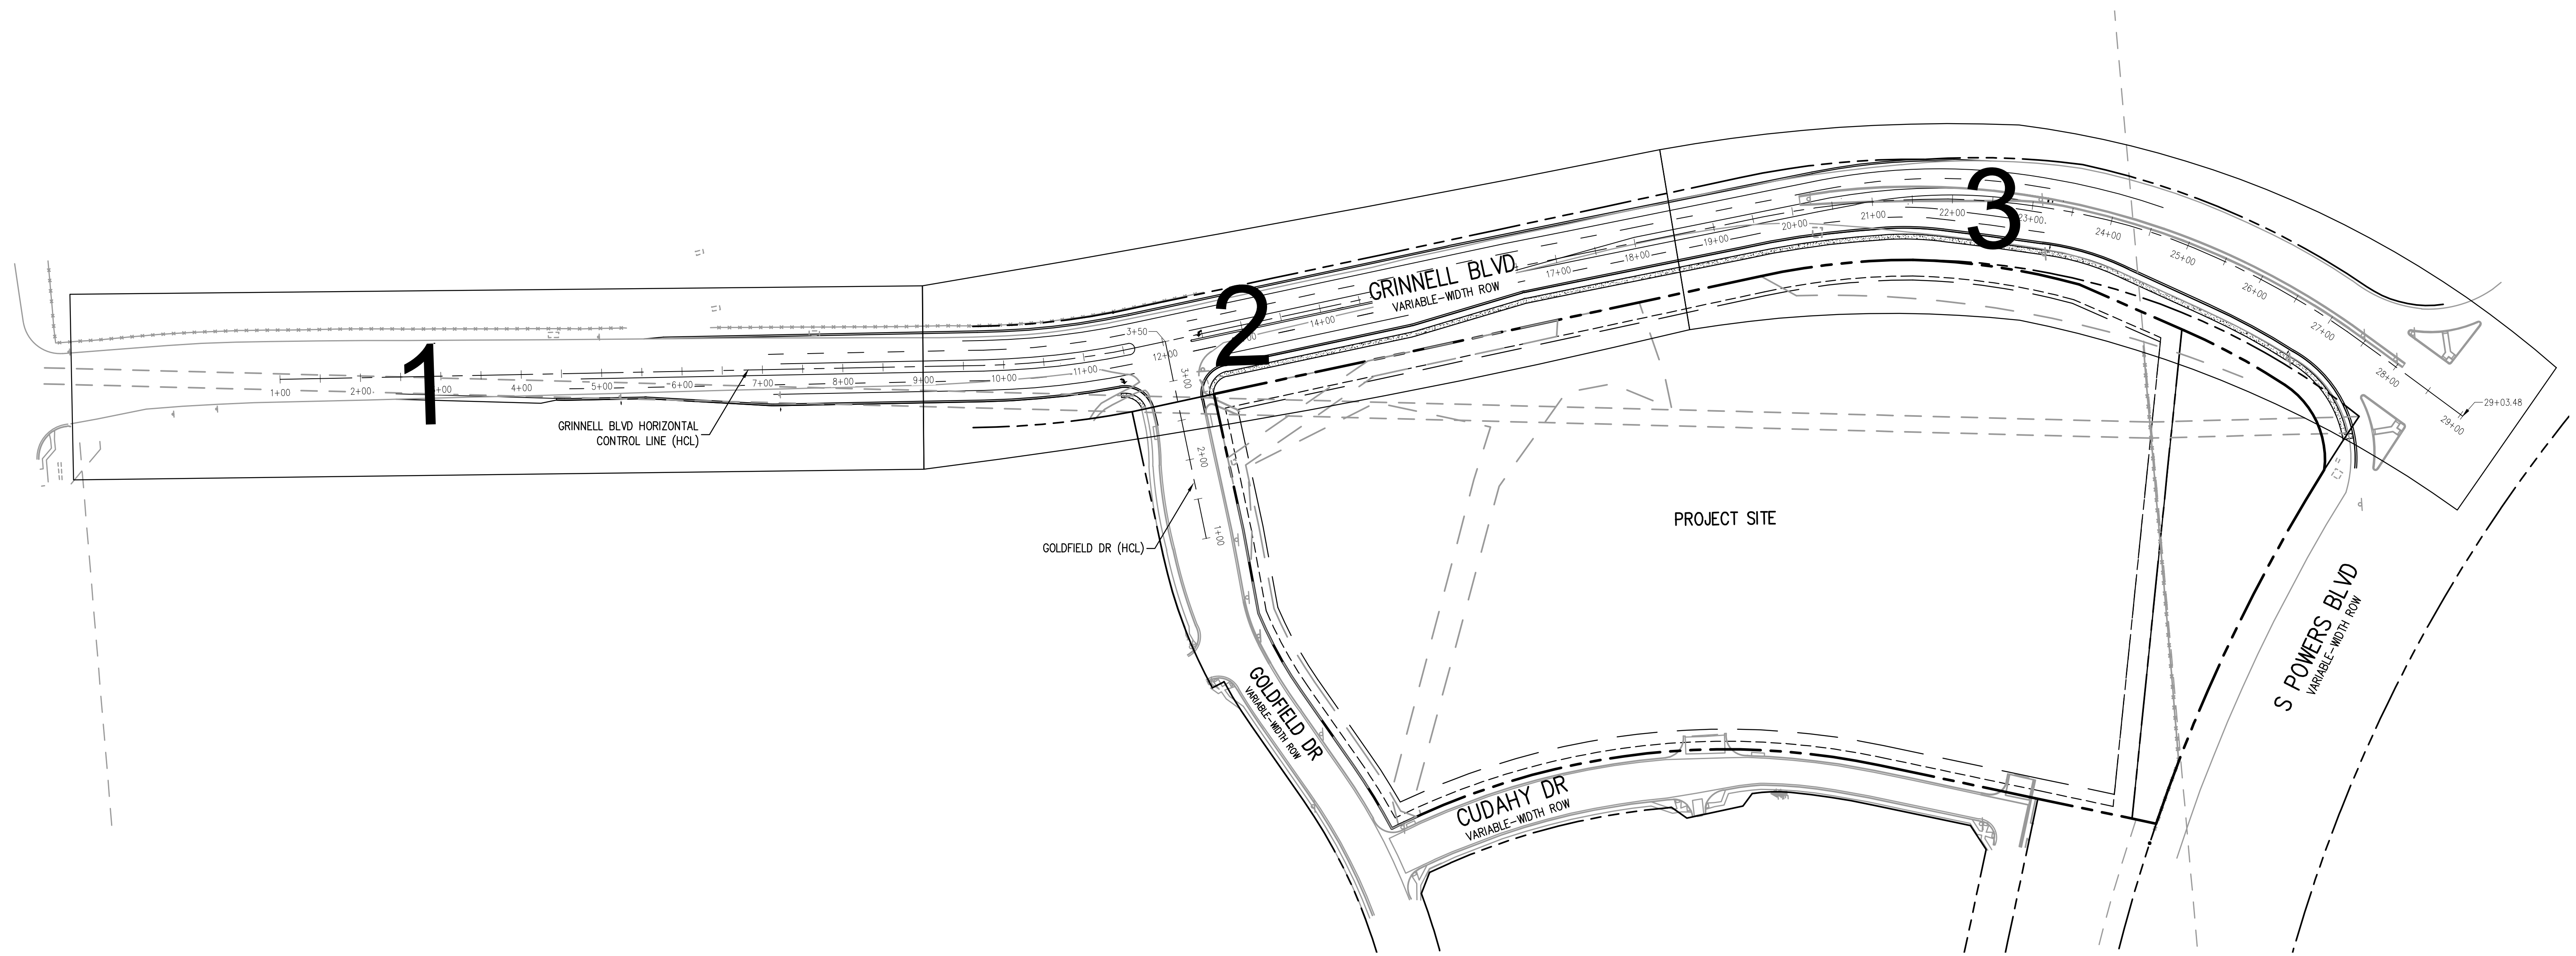 1
2
3
GRINNELL BLVD
VARIABLE-WIDTH ROW
GRINNELL BLVD HORIZONTAL
CONTROL LINE (HCL)
1+00
2+00
+00
4+00
5+00
6+00
7+00
8+00
9+00
10+00
11+00
12+00
14+00
17+00
18+00
19+00
20+00
21+00
22+00
23+00
24+00
25+00
26+00
27+00
28+00
29+00
29+03.48
3+50
3+00
2+00
1+00
GOLDFIELD DR (HCL)
PROJECT SITE
GOLDFIELD DR
VARIABLE-WIDTH ROW
CUDAHY DR
VARIABLE-WIDTH ROW
S POWERS BLVD
VARIABLE-WIDTH ROW